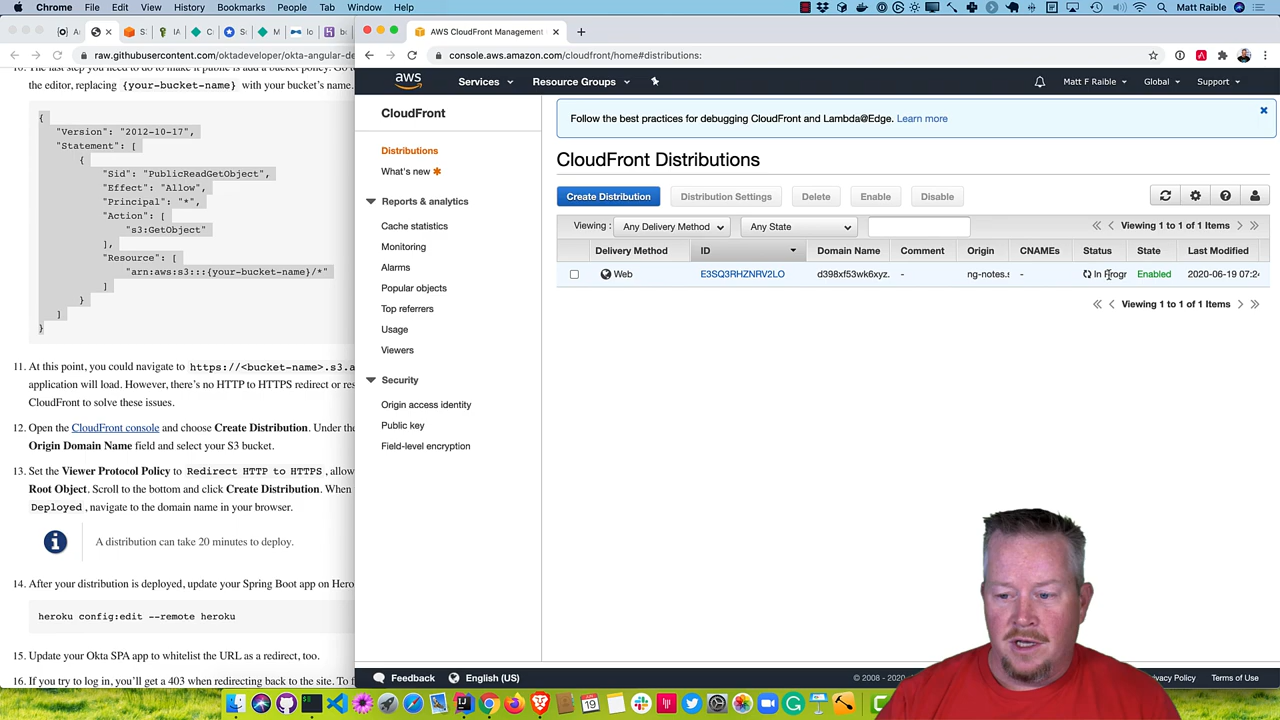 Chrome File Edit View History Bookmarks People Tab Window Help
Matt Raible
AWS CloudFront Management
raw.githubusercontent.com/oktadeveloper/okta-angular-de
console.aws.amazon.com/cloudfront/home#distributions:
the editor, replacing {your-bucket-name} with your bucket's name.
{
"Version": "2012-10-17",
"Statement": [
{
"Sid": "PublicReadGetObject",
"Effect": "Allow",
"Principal": "*",
"Action": [
"s3:GetObject"
],
"Resource": [
"arn:aws:s3:::{your-bucket-name}/*"
]
}
]
}
11. At this point, you could navigate to https://<bucket-name>.s3.a
application will load. However, there's no HTTP to HTTPS redirect or res
CloudFront to solve these issues.
12. Open the CloudFront console and choose Create Distribution. Under the
Origin Domain Name field and select your S3 bucket.
13. Set the Viewer Protocol Policy to Redirect HTTP to HTTPS, allow
Root Object. Scroll to the bottom and click Create Distribution. When
Deployed, navigate to the domain name in your browser.
A distribution can take 20 minutes to deploy.
14. After your distribution is deployed, update your Spring Boot app on Hero
heroku config:edit --remote heroku
15. Update your Okta SPA app to whitelist the URL as a redirect, too.
16. If you try to log in, you'll get a 403 when redirecting back to the site. To f
aws Services Resource Groups Matt F Raible Global Support
CloudFront
Distributions
What's new
Reports & analytics
Cache statistics
Monitoring
Alarms
Popular objects
Top referrers
Usage
Viewers
Security
Origin access identity
Public key
Field-level encryption
Follow the best practices for debugging CloudFront and Lambda@Edge. Learn more
CloudFront Distributions
Create Distribution Distribution Settings Delete Enable Disable
Viewing : Any Delivery Method Any State Viewing 1 to 1 of 1 Items
Delivery Method ID Domain Name Comment Origin CNAMEs Status State Last Modified
Web E3SQ3RHZNRV2LO d398xf53wk6xyz. - ng-notes.s - In Progr Enabled 2020-06-19 07:24
Viewing 1 to 1 of 1 Items
Feedback English (US) © 2008 - 2020 Privacy Policy Terms of Use